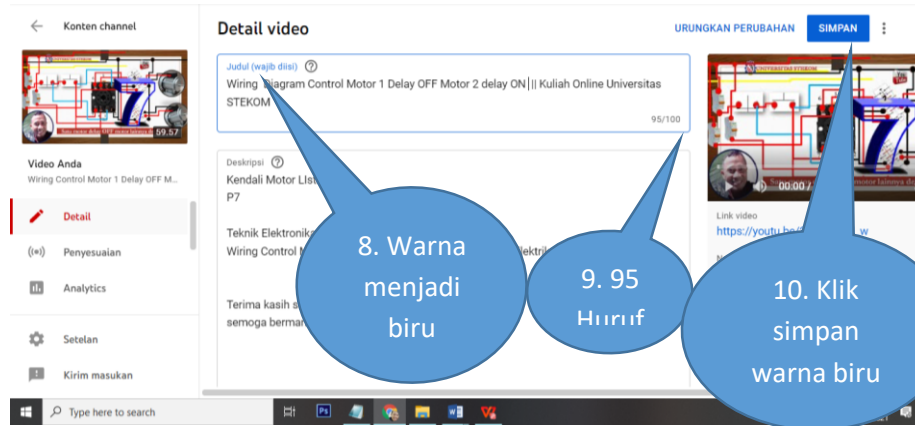 Konten channel
Detail video
URUNGKAN PERUBAHAN
SIMPAN
Judul (wajib diisi)
Wiring Diagram Control Motor 1 Delay OFF Motor 2 delay ON|| Kuliah Online Universitas
STEKOM
95/100
59.57
Video Anda
Wiring Control Motor 1 Delay OFF M...
Deskripsi
Kendali Motor LIst
P7
Teknik Elektronika
Wiring Control
Terima kasih
semoga
Detail
Penyesuaian
Analytics
Setelan
Kirim masukan
7
00:00 /
Link video
https://youtu.be/
8. Warna
menjadi
biru
9. 95
Huruf
10. Klik
simpan
warna biru
Type here to search
Ps